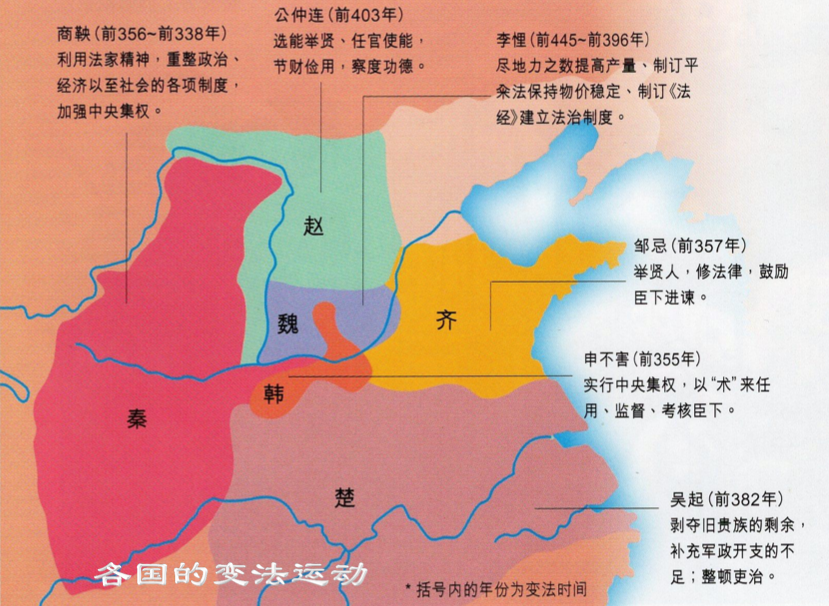 商鞅(前356~前338年)
利用法家精神,重整政治、
经济以至社会的各项制度,
加强中央集权。
公仲连(前403年)
选能举贤、任官使能,
节财俭用,察度功德。
李悝(前445~前396年)
尽地力之数提高产量、制订平
籴法保持物价稳定、制订《法
经》建立法治制度。
邹忌(前357年)
举贤人,修法律,鼓励
臣下进谏。
申不害(前355年)
实行中央集权,以“术”来任
用、监督、考核臣下。
吴起(前382年)
剥夺旧贵族的剩余,
补充军政开支的不
足;整顿吏治。
赵
魏
齐
韩
秦
楚
各国的变法运动
*括号内的年份为变法时间